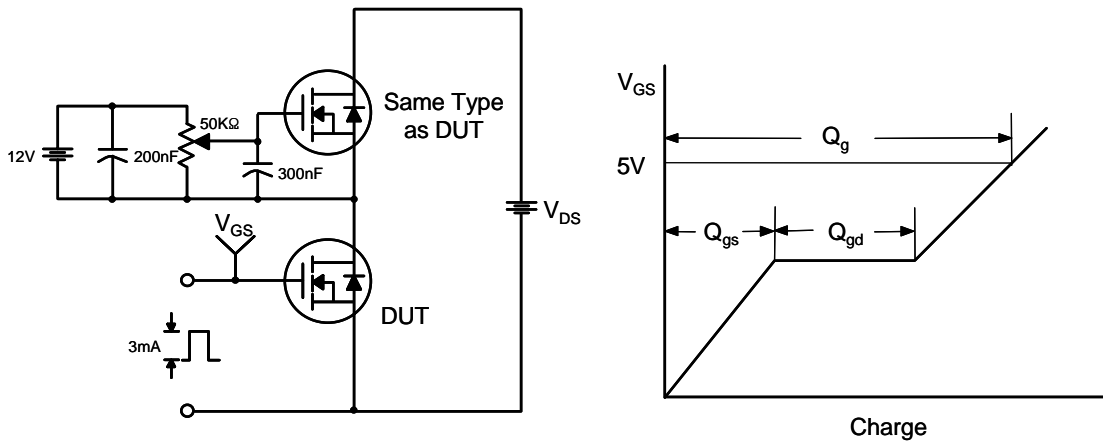 12V
200nF
50KΩ
300nF
Same Type
as DUT
V_GS
DUT
3mA
V_DS
V_GS
5V
Q_g
Q_gs
Q_gd
Charge